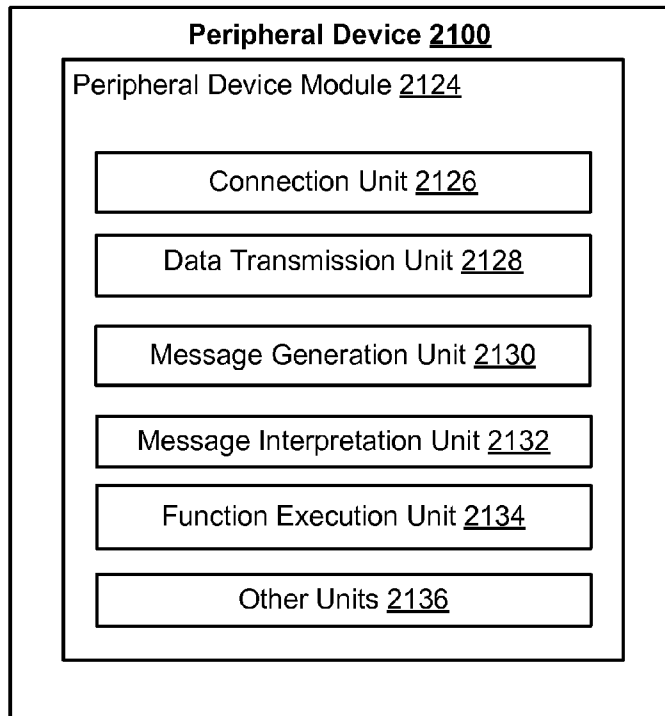 Peripheral Device 2100
Peripheral Device Module 2124
Connection Unit 2126
Data Transmission Unit 2128
Message Generation Unit 2130
Message Interpretation Unit 2132
Function Execution Unit 2134
Other Units 2136